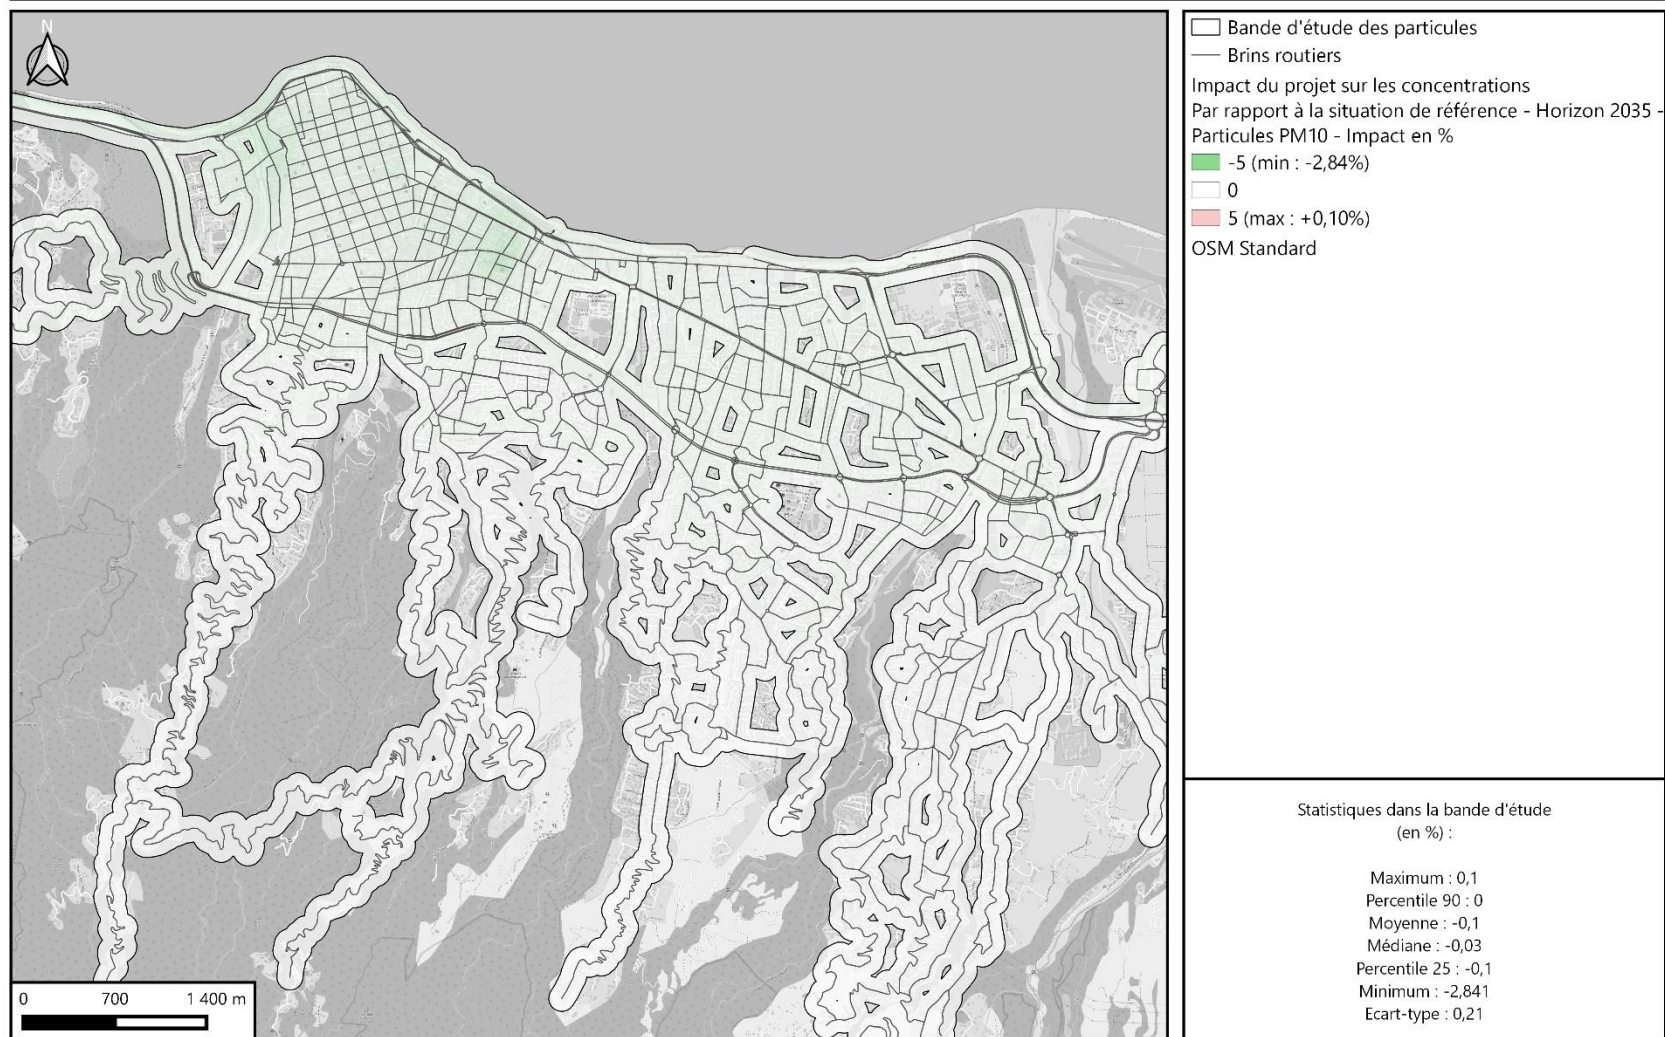 N
0 700 1 400 m
Bande d'étude des particules
Brins routiers
Impact du projet sur les concentrations
Par rapport à la situation de référence - Horizon 2035 -
Particules PM10 - Impact en %
-5 (min : -2,84%)
0
5 (max : +0,10%)
OSM Standard
Statistiques dans la bande d'étude
(en %) :
Maximum : 0,1
Percentile 90 : 0
Moyenne : -0,1
Médiane : -0,03
Percentile 25 : -0,1
Minimum : -2,841
Ecart-type : 0,21